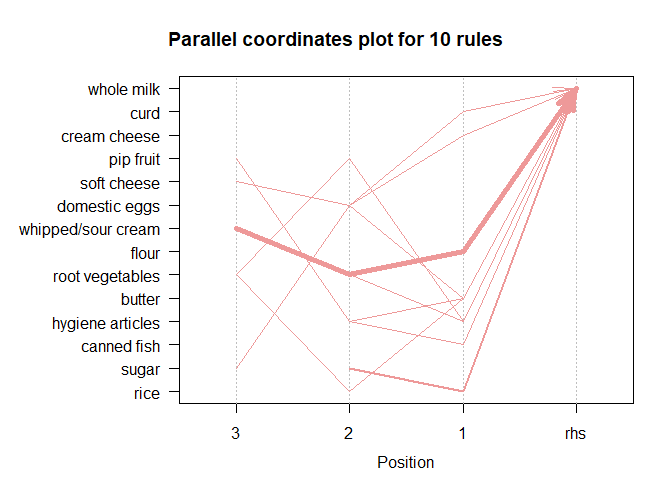 Parallel coordinates plot for 10 rules
whole milk
curd
cream cheese
pip fruit
soft cheese
domestic eggs
whipped/sour cream
flour
root vegetables
butter
hygiene articles
canned fish
sugar
rice
3 2 1 rhs
Position